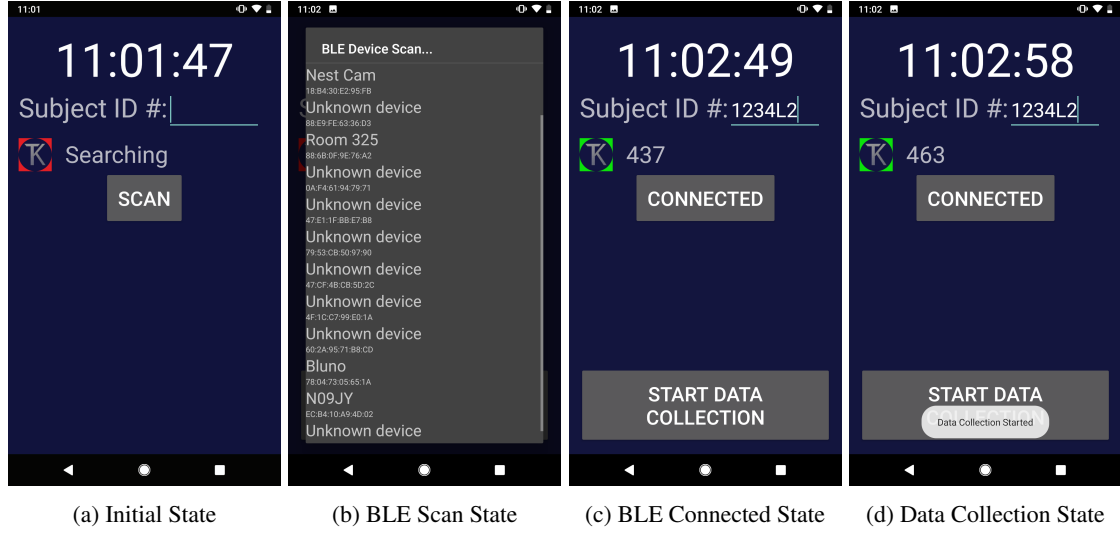 11:01
11:01:47
Subject ID #:
TK Searching
SCAN
(a) Initial State
11:02
BLE Device Scan...
Nest Cam
18:B4:30:E2:95:FB
Unknown device
88:E9:FE:63:36:D3
Room 325
88:6B:0F:9E:76:A2
Unknown device
0A:F4:61:94:79:71
Unknown device
47:E1:1F:BB:E7:B8
Unknown device
79:53:CB:50:97:90
Unknown device
47:CF:4B:CB:5D:2C
Unknown device
4F:1C:C7:99:E0:1A
Unknown device
60:2A:95:71:B8:CD
Bluno
78:04:73:05:65:1A
N09JY
EC:B4:10:A9:4D:02
Unknown device
(b) BLE Scan State
11:02
11:02:49
Subject ID #: 1234L2
TK 437
CONNECTED
START DATA
COLLECTION
(c) BLE Connected State
11:02
11:02:58
Subject ID #: 1234L2
TK 463
CONNECTED
START DATA
Data Collection Started
(d) Data Collection State